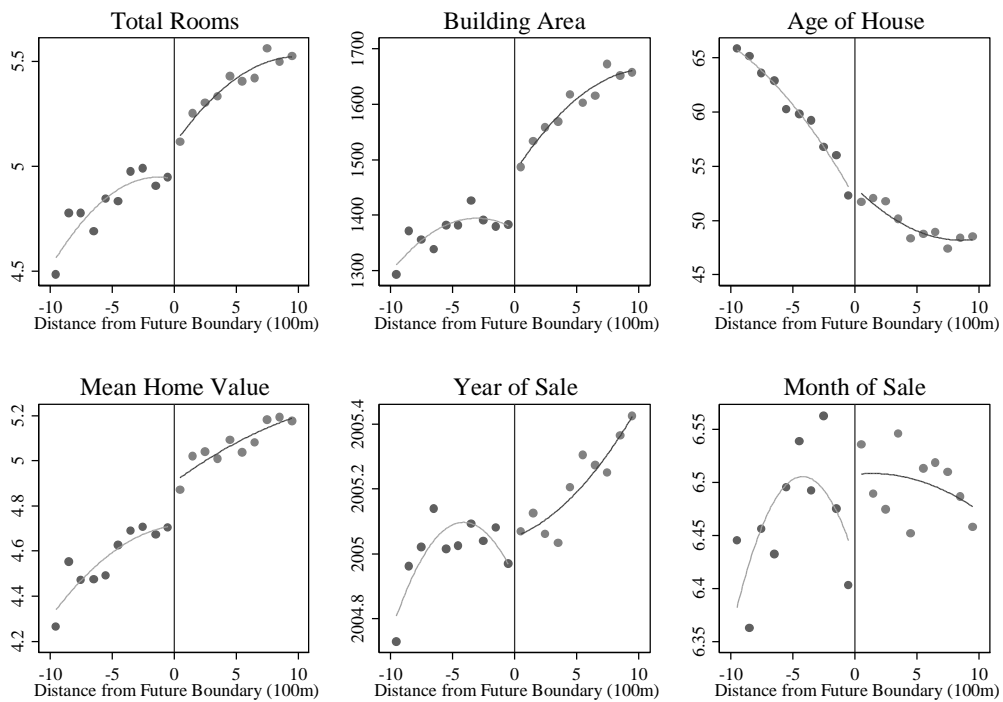 Total Rooms
5.5
5
4.5
-10 -5 0 5 10
Distance from Future Boundary (100m)
Building Area
1700
1600
1500
1400
1300
-10 -5 0 5 10
Distance from Future Boundary (100m)
Age of House
65
60
55
50
45
-10 -5 0 5 10
Distance from Future Boundary (100m)
Mean Home Value
5.2
5
4.8
4.6
4.4
4.2
-10 -5 0 5 10
Distance from Future Boundary (100m)
Year of Sale
2005.4
2005.2
2005
2004.8
-10 -5 0 5 10
Distance from Future Boundary (100m)
Month of Sale
6.55
6.5
6.45
6.4
6.35
-10 -5 0 5 10
Distance from Future Boundary (100m)